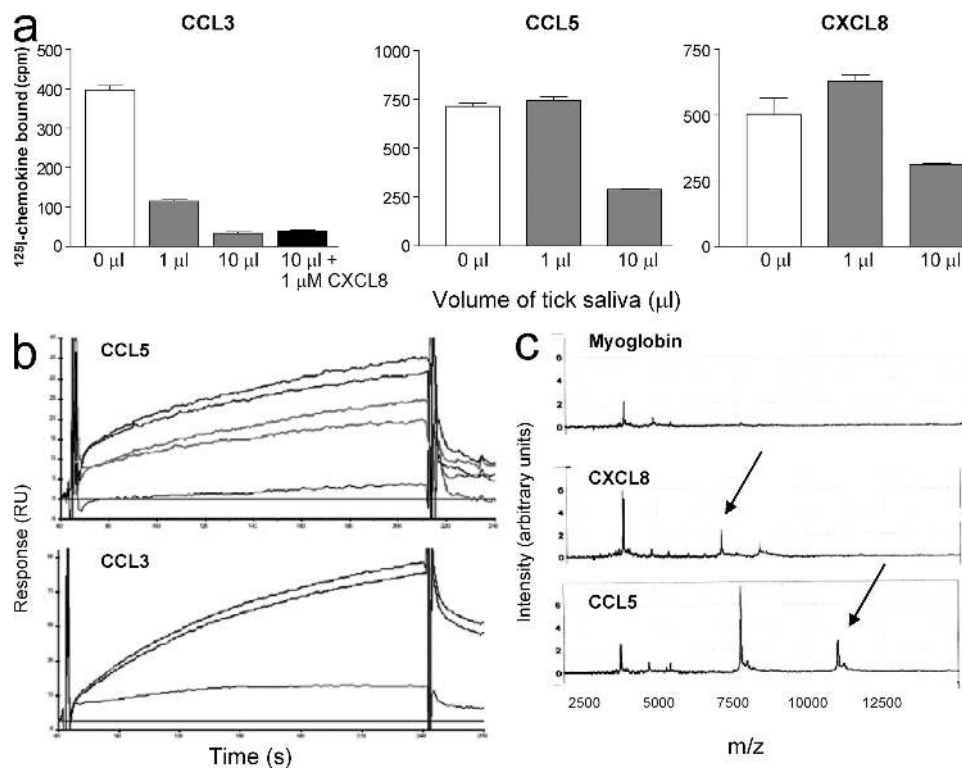 a
CCL3
CCL5
CXCL8
125I-chemokine bound (cpm)
500
400
300
200
100
0
0 µl
1 µl
10 µl
10 µl +
1 µM CXCL8
1000
750
500
250
0
0 µl
1 µl
10 µl
750
500
250
0
0 µl
1 µl
10 µl
Volume of tick saliva (µl)
b
CCL5
CCL3
Response (RU)
Time (s)
c
Myoglobin
6
4
2
0
CXCL8
6
4
2
0
CCL5
6
4
2
0
Intensity (arbitrary units)
2500
5000
7500
10000
12500
m/z